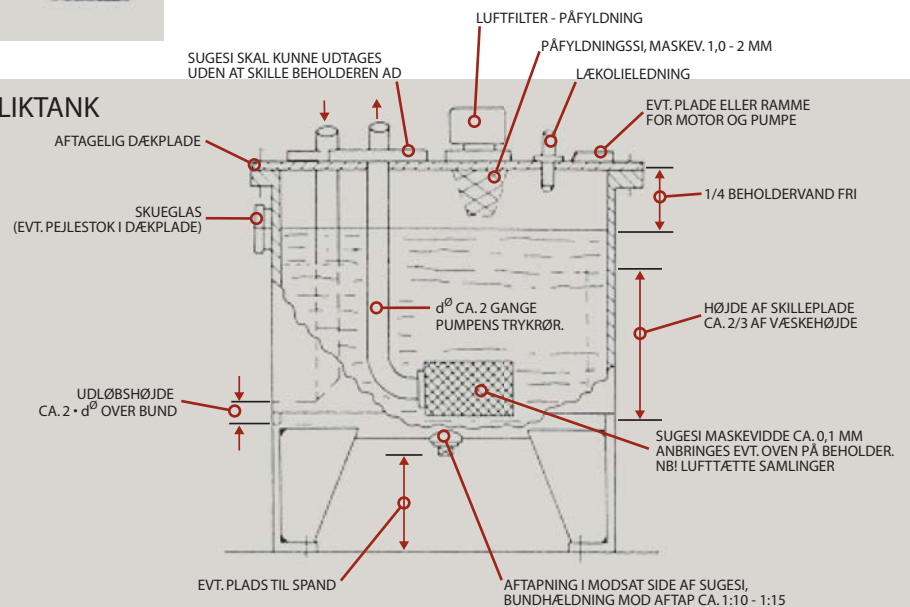 LUFTFILTER - PÅFYLDNING
PÅFYLDNINGSSI, MASKEV. 1,0 - 2 MM
SUGESI SKAL KUNNE UDTAGES
UDEN AT SKILLE BEHOLDEREN AD
LÆKOLIELEDNING
LIKTANK
EVT. PLADE ELLER RAMME
FOR MOTOR OG PUMPE
AFTAGELIG DÆKPLADE
1/4 BEHOLDERVAND FRI
SKUEGLAS
(EVT. PEJLESTOK I DÆKPLADE)
dØ CA. 2 GANGE
PUMPENS TRYKRØR.
HØJDE AF SKILLEPLADE
CA. 2/3 AF VÆSKEHØJDE
UDLØBSHØJDE
CA. 2 • dØ OVER BUND
SUGESI MASKEVIDDE CA. 0,1 MM
ANBRINGES EVT. OVEN PÅ BEHOLDER.
NB! LUFTTÆTTE SAMLINGER
EVT. PLADS TIL SPAND
AFTAPNING I MODSAT SIDE AF SUGESI,
BUNDHÆLDNING MOD AFTAP CA. 1:10 - 1:15